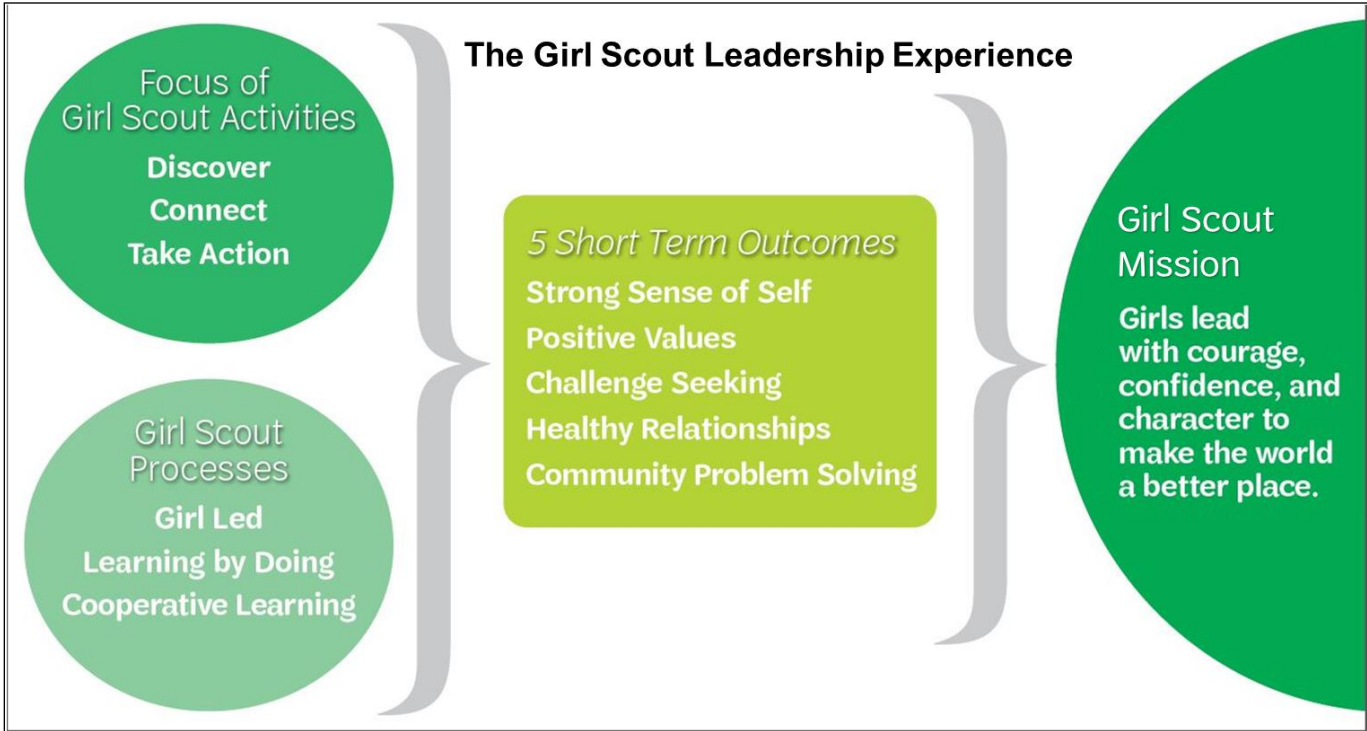 The Girl Scout Leadership Experience
Focus of
Girl Scout Activities
Discover
Connect
Take Action
Girl Scout
Processes
Girl Led
Learning by Doing
Cooperative Learning
5 Short Term Outcomes
Strong Sense of Self
Positive Values
Challenge Seeking
Healthy Relationships
Community Problem Solving
Girl Scout
Mission
Girls lead
with courage,
confidence, and
character to
make the world
a better place.